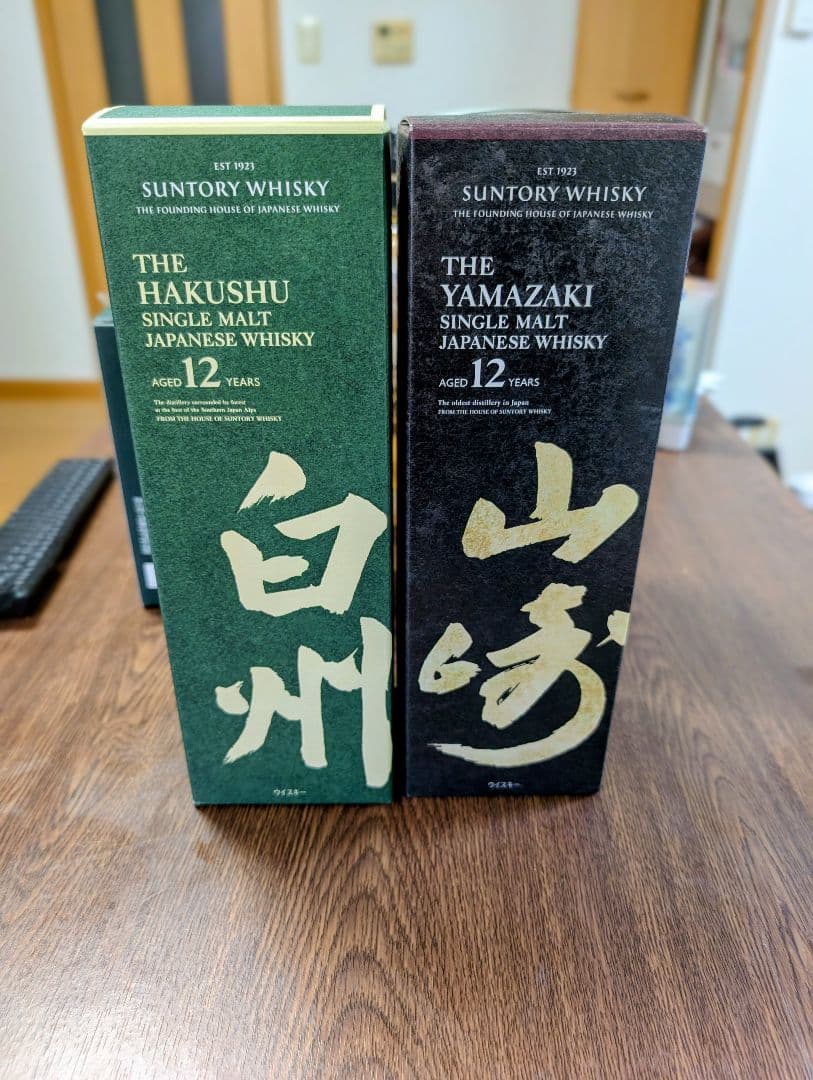 EST 1923
SUNTORY WHISKY
THE FOUNDING HOUSE OF JAPANESE WHISKY
THE
HAKUSHU
SINGLE MALT
JAPANESE WHISKY
AGED 12 YEARS
The distillery surrounded by forest
at the foot of the Southern Japan Alps
FROM THE HOUSE OF SUNTORY WHISKY
白州
ウイスキー
EST 1923
SUNTORY WHISKY
THE FOUNDING HOUSE OF JAPANESE WHISKY
THE
YAMAZAKI
SINGLE MALT
JAPANESE WHISKY
AGED 12 YEARS
The oldest distillery in Japan
FROM THE HOUSE OF SUNTORY WHISKY
山崎
ウイスキー